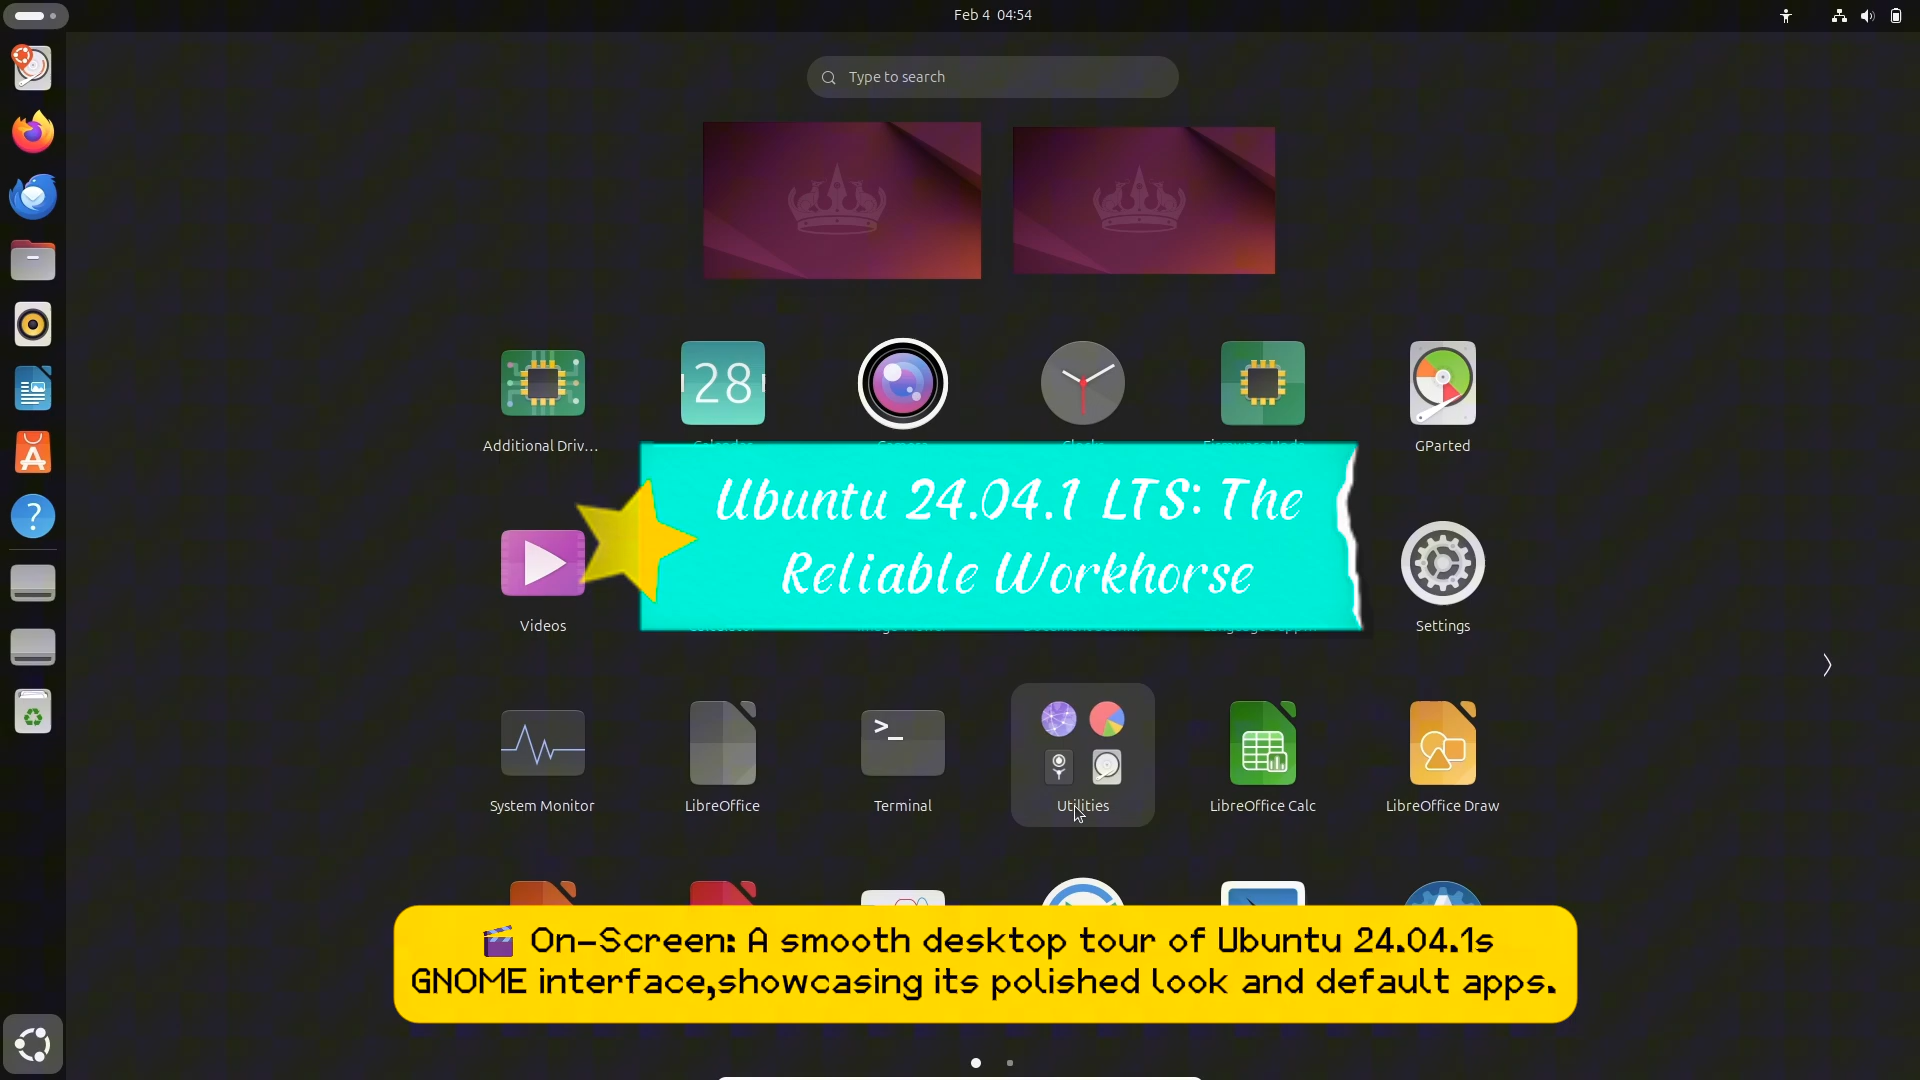 Feb 4 04:54
Type to search
28
Additional Driv...
GParted
Ubuntu 24.04.1 LTS: The
Reliable Workhorse
Videos
Settings
>_
System Monitor
LibreOffice
Terminal
Utilities
LibreOffice Calc
LibreOffice Draw
On-Screen: A smooth desktop tour of Ubuntu 24.04.1s
GNOME interface,showcasing its polished look and default apps.